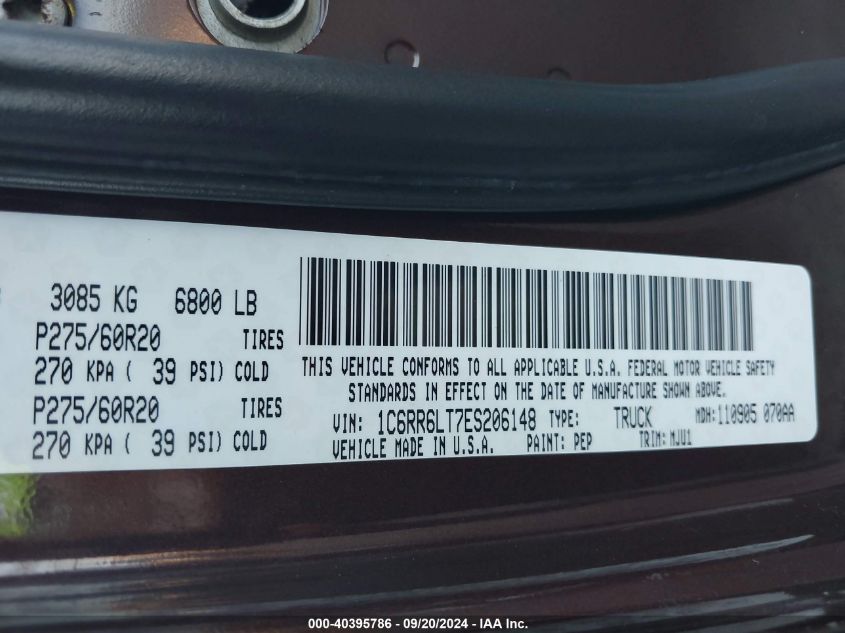 3085 KG 6800 LB
P275/60R20 TIRES
270 KPA ( 39 PSI) COLD
P275/60R20 TIRES
270 KPA ( 39 PSI) COLD
THIS VEHICLE CONFORMS TO ALL APPLICABLE U.S.A. FEDERAL MOTOR VEHICLE SAFETY
STANDARDS IN EFFECT ON THE DATE OF MANUFACTURE SHOWN ABOVE.
VIN: 1C6RR6LT7ES206148 TYPE: TRUCK MDH: 110905 070AA
VEHICLE MADE IN U.S.A. PAINT: PEP TRIM: MJU1
000-40395786 - 09/20/2024 - IAA Inc.